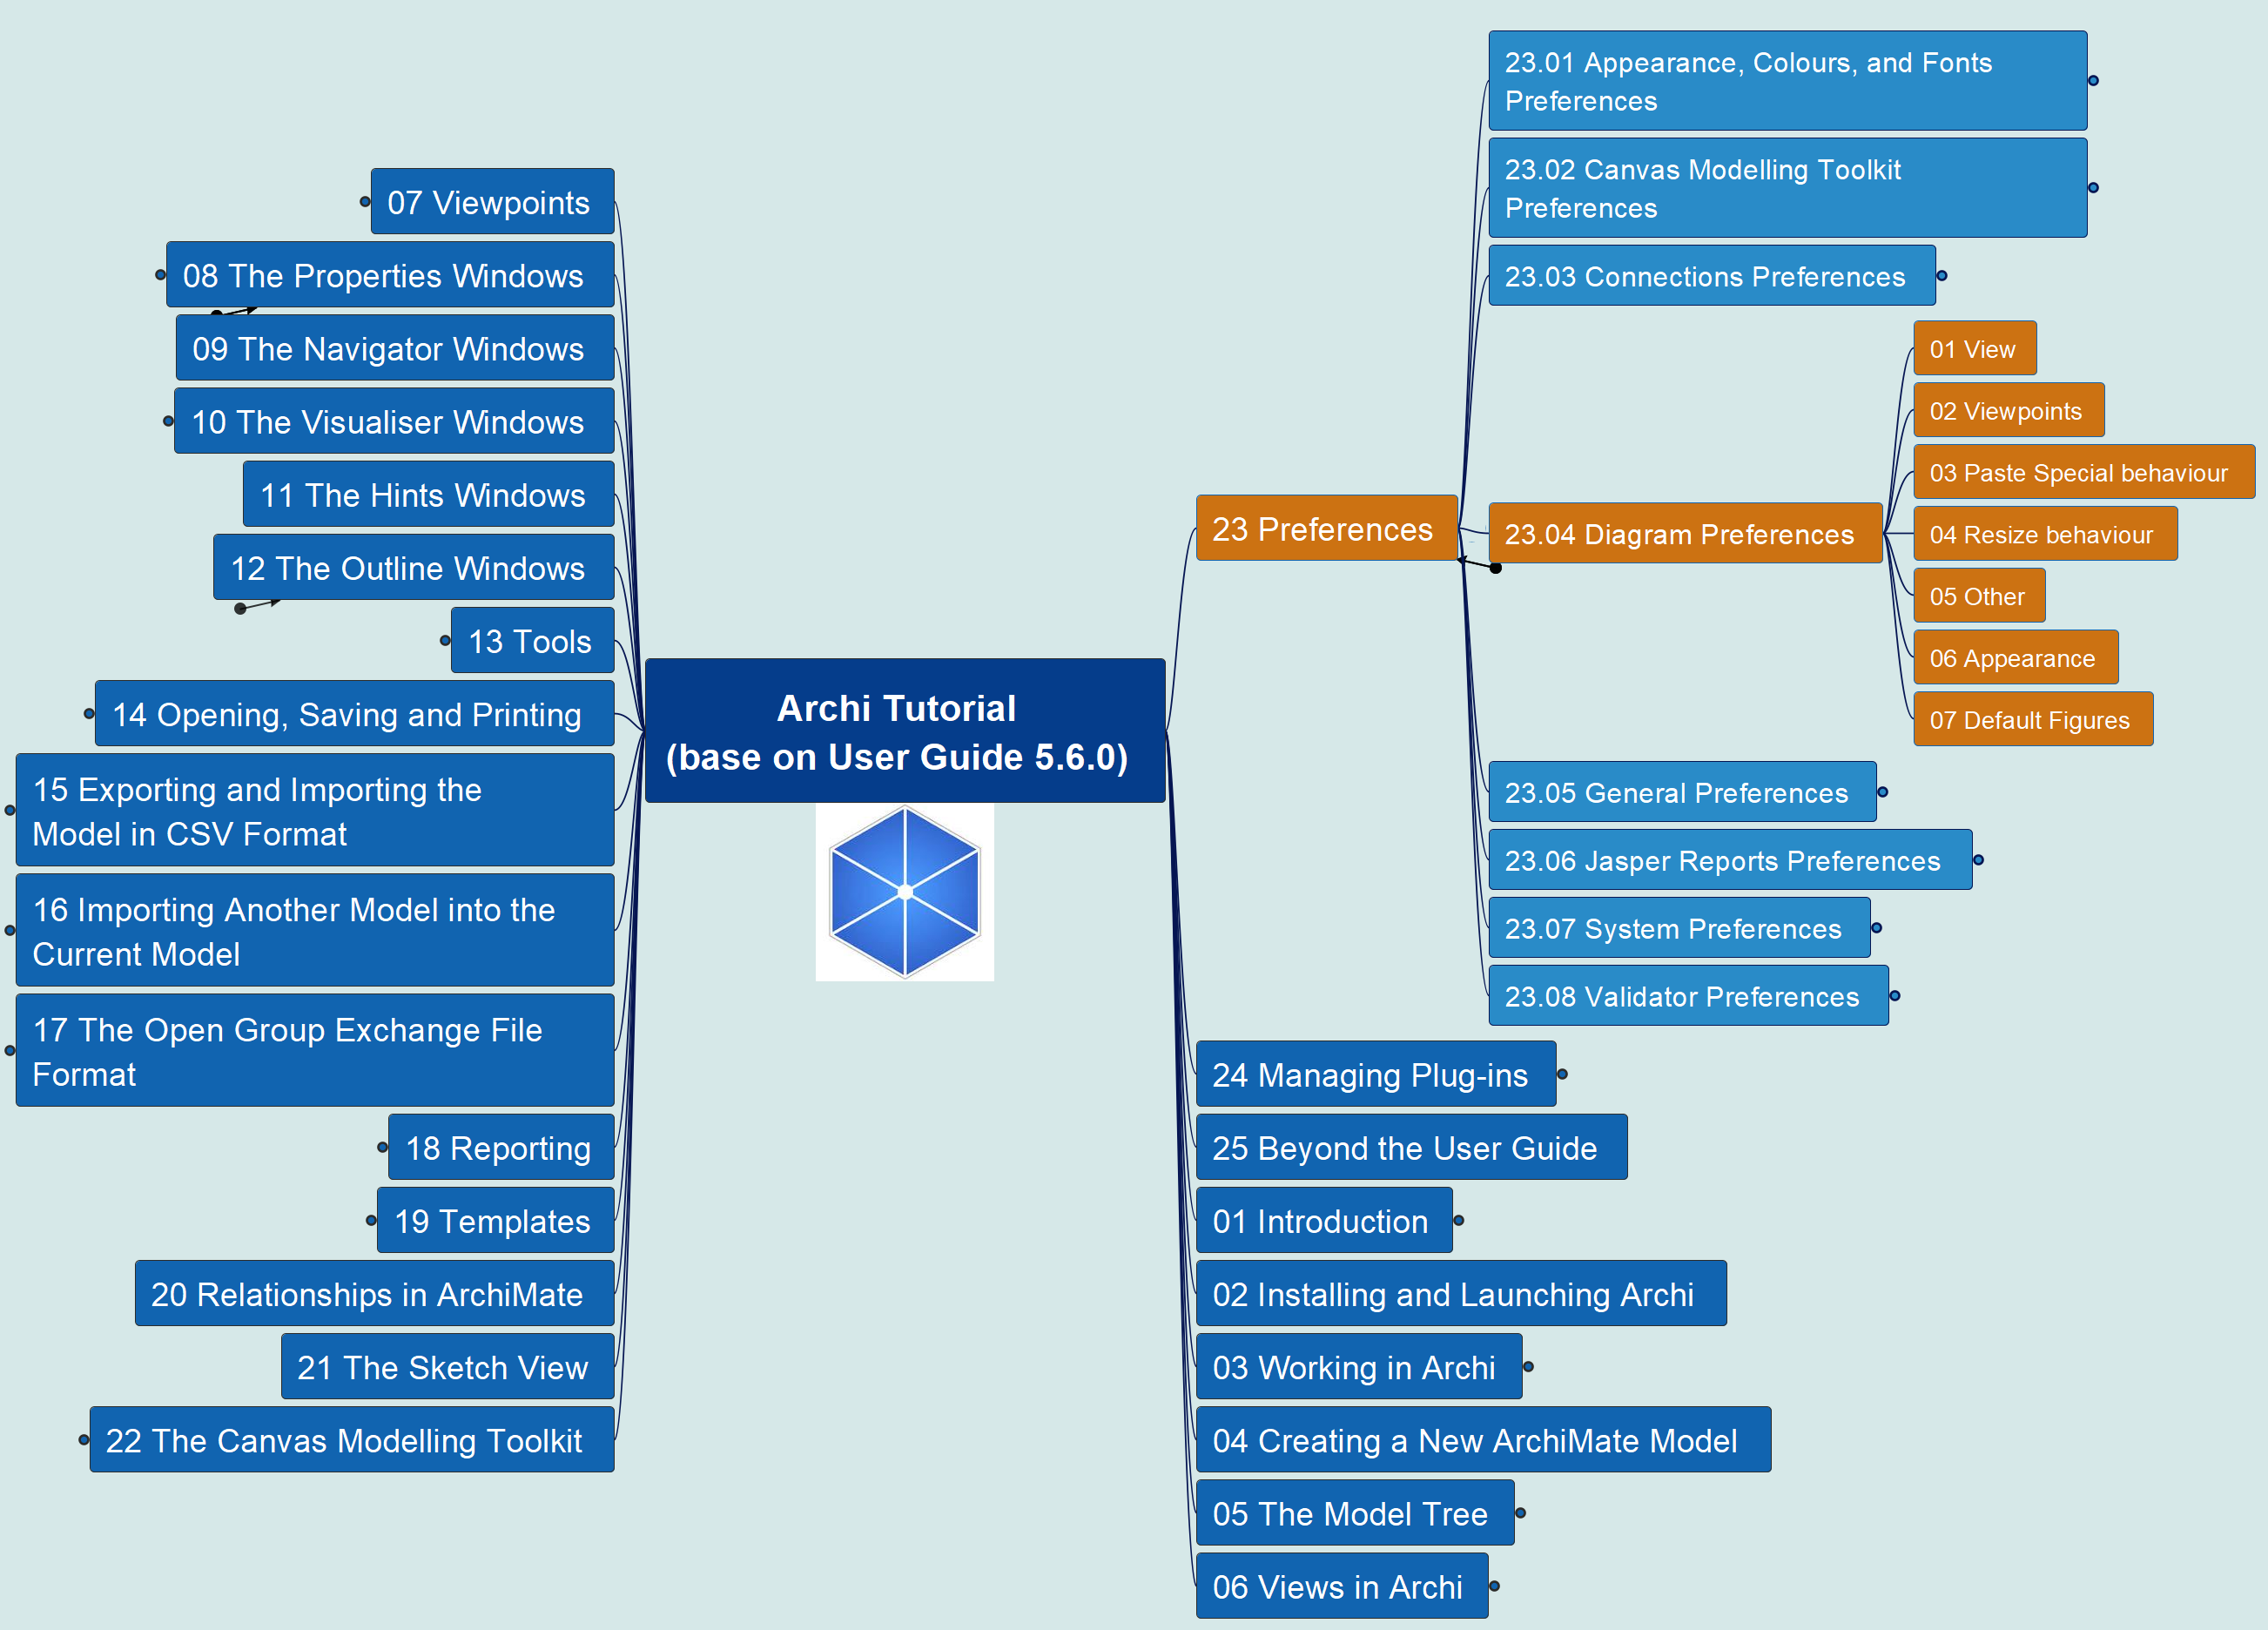 Archi Tutorial
(base on User Guide 5.6.0)
07 Viewpoints
08 The Properties Windows
09 The Navigator Windows
10 The Visualiser Windows
11 The Hints Windows
12 The Outline Windows
13 Tools
14 Opening, Saving and Printing
15 Exporting and Importing the
Model in CSV Format
16 Importing Another Model into the
Current Model
17 The Open Group Exchange File
Format
18 Reporting
19 Templates
20 Relationships in ArchiMate
21 The Sketch View
22 The Canvas Modelling Toolkit
23 Preferences
23.01 Appearance, Colours, and Fonts
Preferences
23.02 Canvas Modelling Toolkit
Preferences
23.03 Connections Preferences
23.04 Diagram Preferences
01 View
02 Viewpoints
03 Paste Special behaviour
04 Resize behaviour
05 Other
06 Appearance
07 Default Figures
23.05 General Preferences
23.06 Jasper Reports Preferences
23.07 System Preferences
23.08 Validator Preferences
24 Managing Plug-ins
25 Beyond the User Guide
01 Introduction
02 Installing and Launching Archi
03 Working in Archi
04 Creating a New ArchiMate Model
05 The Model Tree
06 Views in Archi